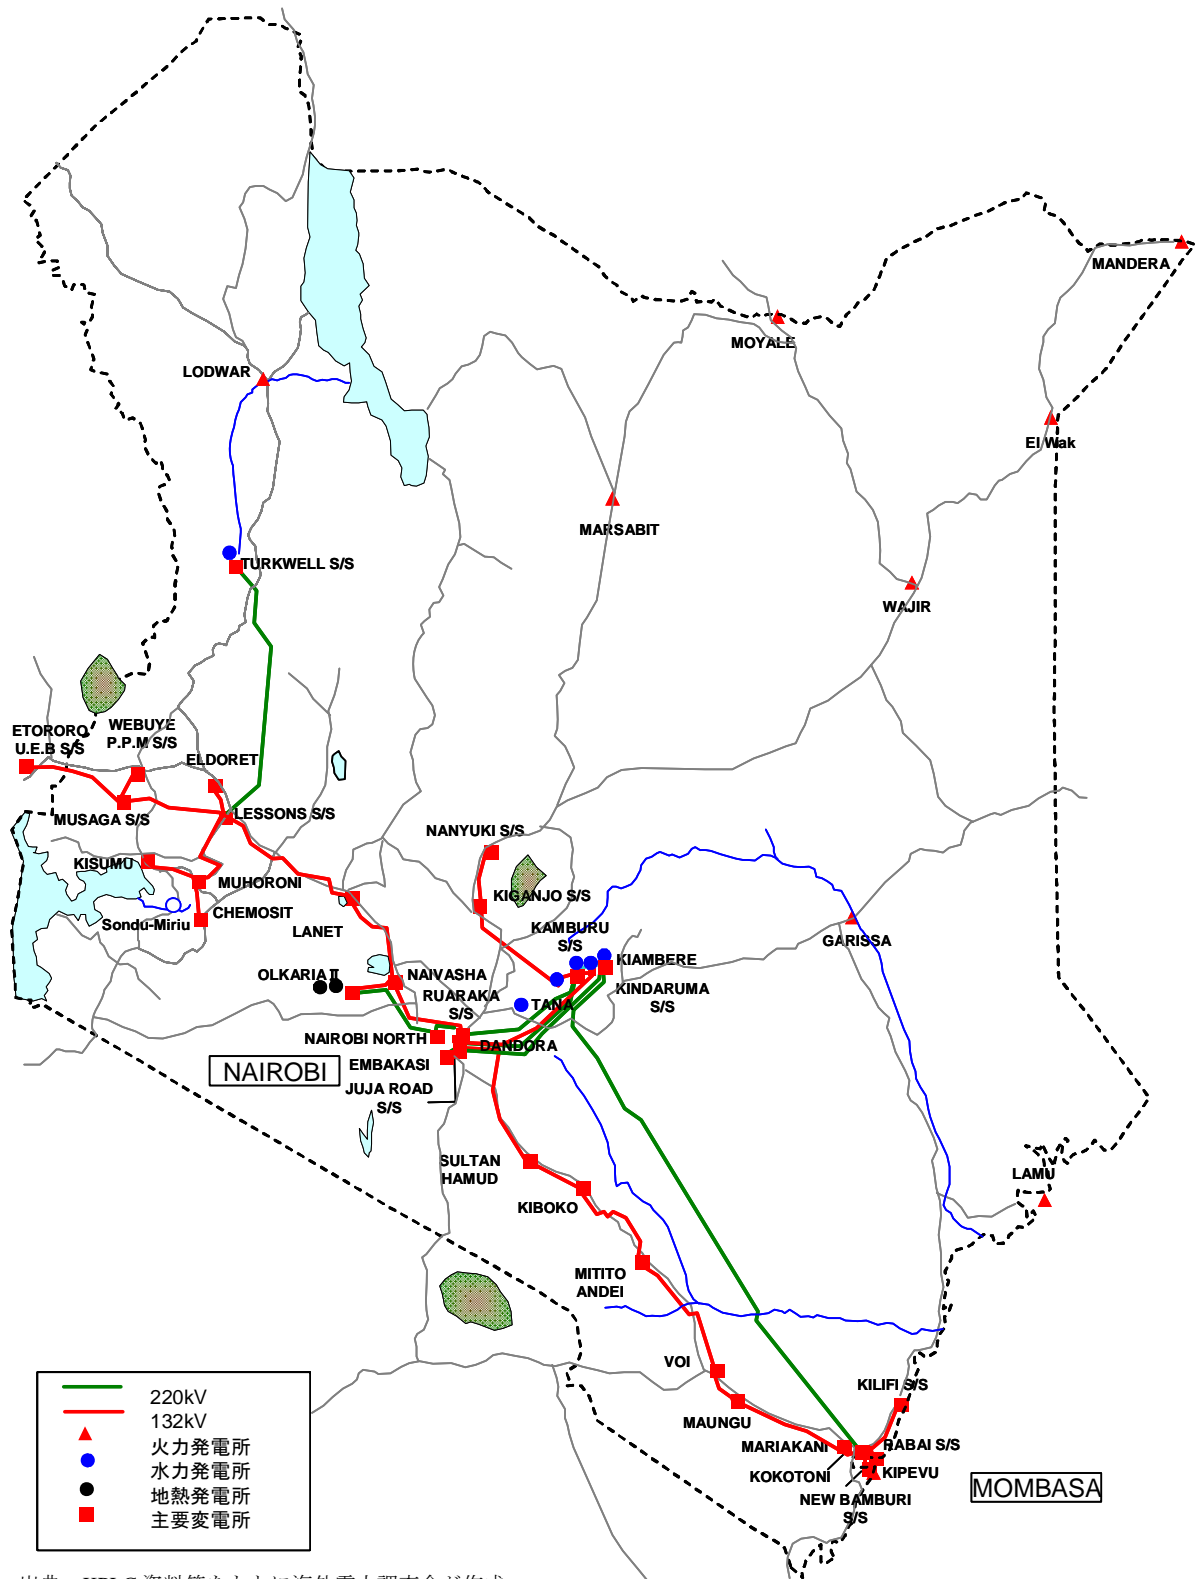 MANDERA
MOYALE
LODWAR
El Wak
MARSABIT
TURKWELL S/S
WAJIR
ETORORO
U.E.B S/S
WEBUYE
P.P.M S/S
ELDORET
MUSAGA S/S
LESSONS S/S
NANYUKI S/S
KISUMU
MUHORONI
KIGANJO S/S
CHEMOSIT
Sondu-Miriu
LANET
KAMBURU
S/S
GARISSA
KIAMBERE
OLKARIAⅡ
NAIVASHA
KINDARUMA
S/S
RUARAKA
S/S
TANA
NAIROBI NORTH
DANDORA
EMBAKASI
NAIROBI
JUJA ROAD
S/S
SULTAN
HAMUD
LAMU
KIBOKO
MITITO
ANDEI
VOI
KILIFI S/S
MAUNGU
MARIAKANI
RABAI S/S
KOKOTONI
KIPEVU
NEW BAMBURI
S/S
MOMBASA
220kV
132kV
火力発電所
水力発電所
地熱発電所
主要変電所